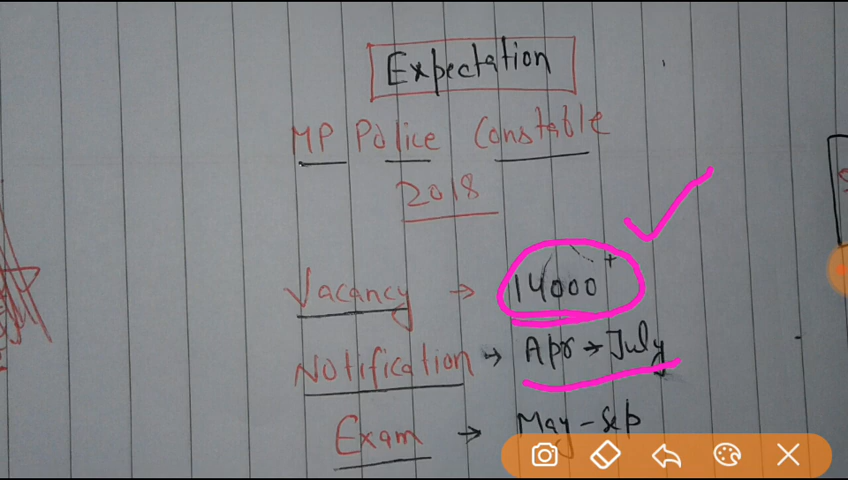 Expectation
MP Police Constable
2018
Vacancy → 14000+
Notification → Apr → July
Exam → May - Sep